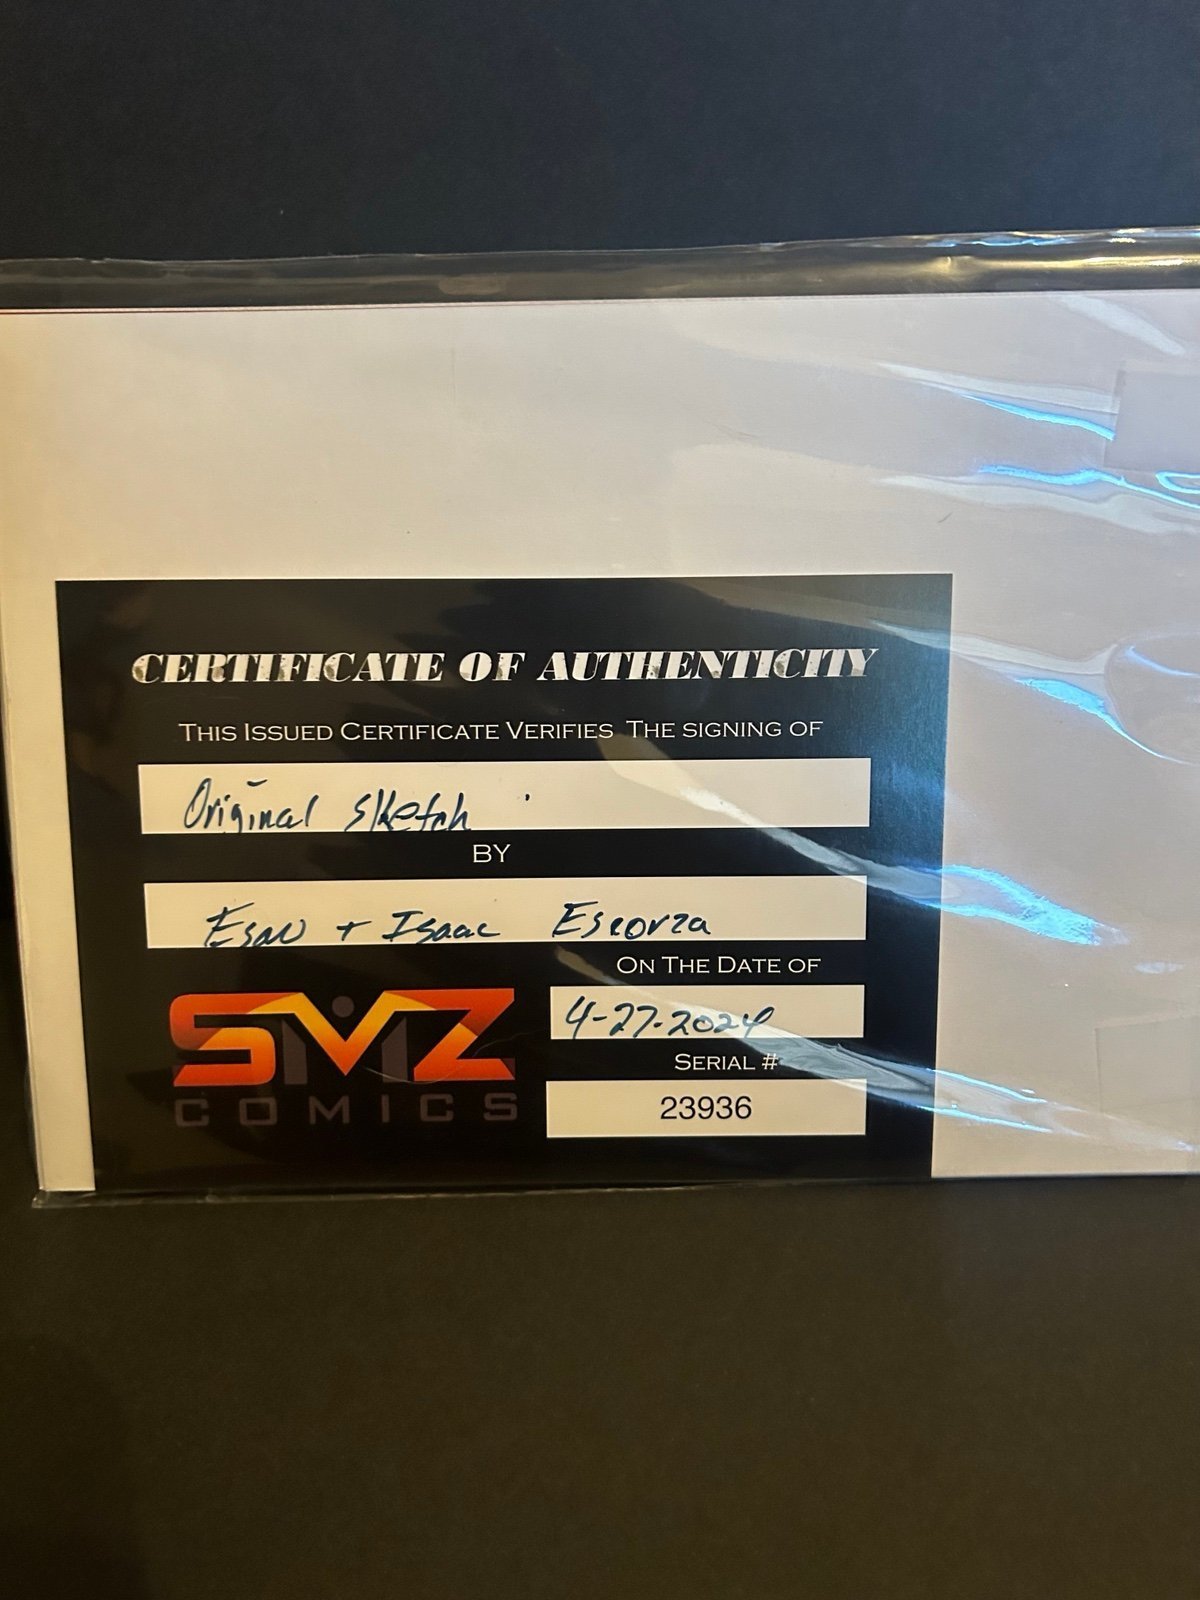 CERTIFICATE OF AUTHENTICITY
THIS ISSUED CERTIFICATE VERIFIES THE SIGNING OF
Original Sketch
BY
Esau + Isaac Escorza
ON THE DATE OF
4-27-2024
SERIAL #
23936
SMZ
COMICS